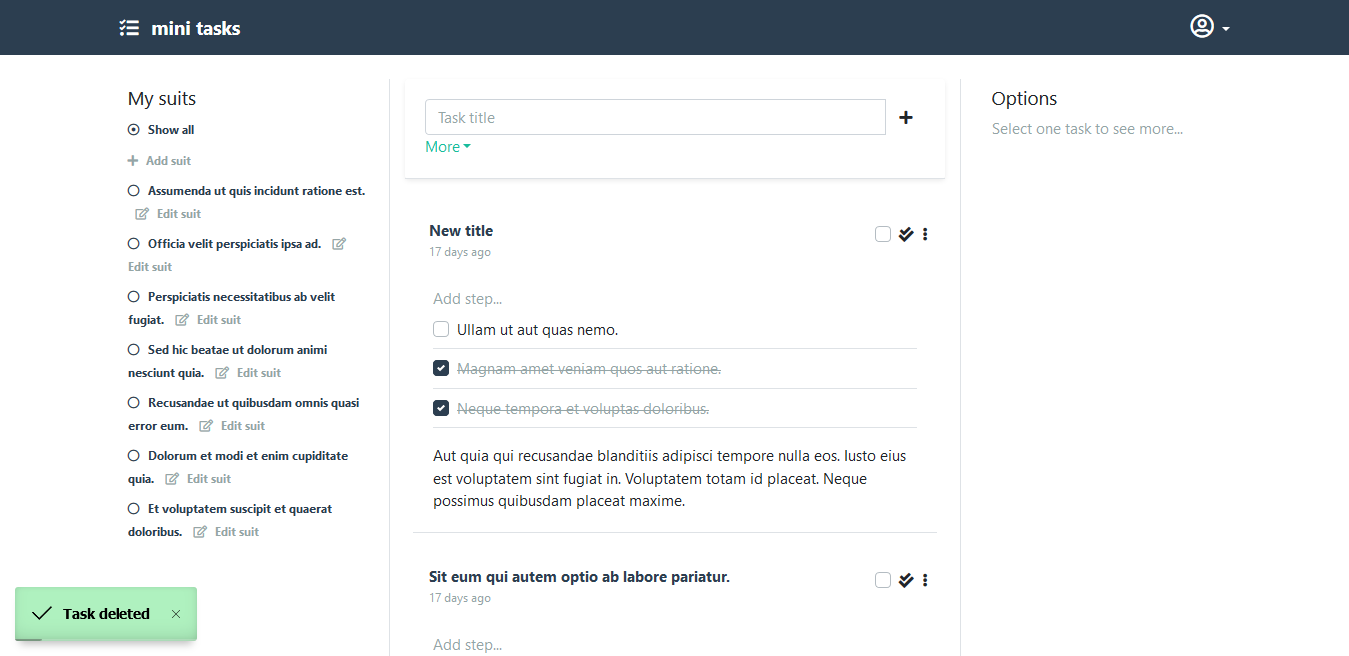 mini tasks
My suits
Show all
Add suit
Assumenda ut quis incidunt ratione est.
Edit suit
Officia velit perspiciatis ipsa ad.
Edit suit
Perspiciatis necessitatibus ab velit
fugiat. Edit suit
Sed hic beatae ut dolorum animi
nesciunt quia. Edit suit
Recusandae ut quibusdam omnis quasi
error eum. Edit suit
Dolorum et modi et enim cupiditate
quia. Edit suit
Et voluptatem suscipit et quaerat
doloribus. Edit suit
Task deleted
Task title
More
New title
17 days ago
Add step...
Ullam ut aut quas nemo.
Magnam amet veniam quos aut ratione.
Neque tempora et voluptas doloribus.
Aut quia qui recusandae blanditiis adipisci tempore nulla eos. Iusto eius
est voluptatem sint fugiat in. Voluptatem totam id placeat. Neque
possimus quibusdam placeat maxime.
Sit eum qui autem optio ab labore pariatur.
17 days ago
Add step...
Options
Select one task to see more...